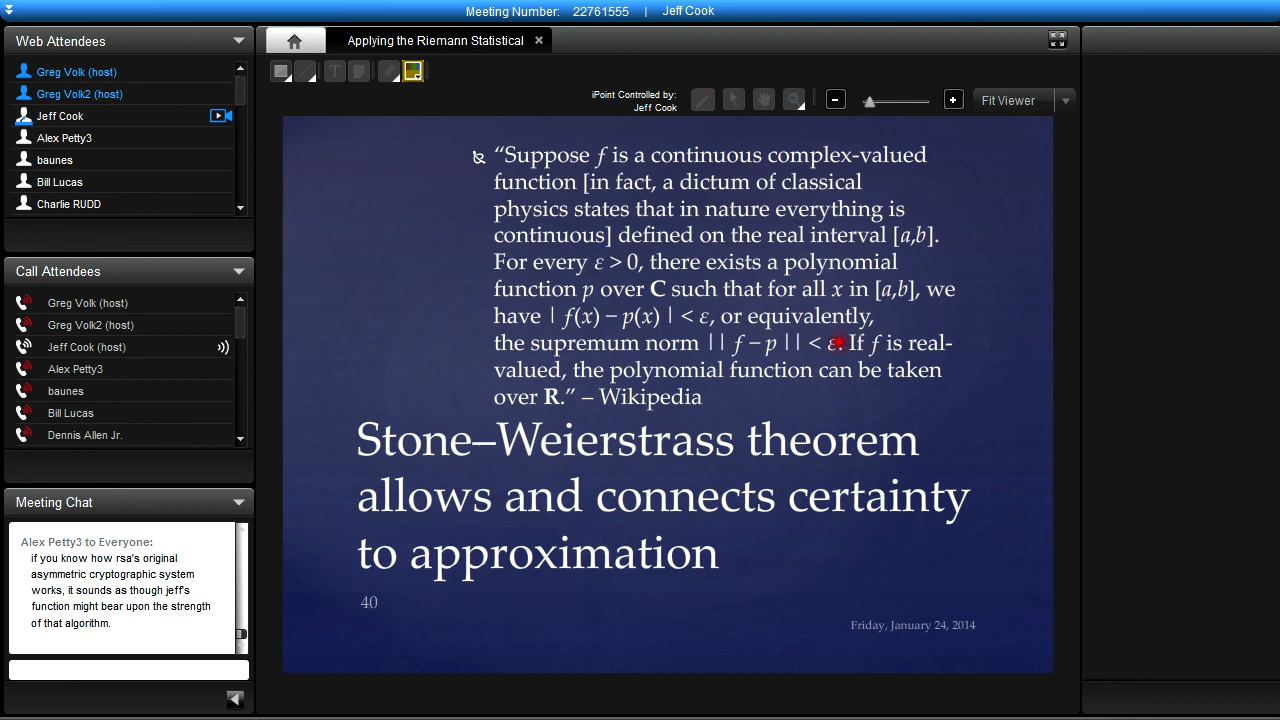 Meeting Number: 22761555 | Jeff Cook
Web Attendees
Greg Volk (host)
Greg Volk2 (host)
Jeff Cook
Alex Petty3
baunes
Bill Lucas
Charlie RUDD
Call Attendees
Greg Volk (host)
Greg Volk2 (host)
Jeff Cook (host)
Alex Petty3
baunes
Bill Lucas
Dennis Allen Jr.
Meeting Chat
Alex Petty3 to Everyone:
if you know how rsa's original
asymmetric cryptographic system
works, it sounds as though jeff's
function might bear upon the strength
of that algorithm.
Applying the Riemann Statistical
T
iPoint Controlled by:
Jeff Cook
Fit Viewer
“Suppose f is a continuous complex-valued
function [in fact, a dictum of classical
physics states that in nature everything is
continuous] defined on the real interval [a,b].
For every ε > 0, there exists a polynomial
function p over C such that for all x in [a,b], we
have | f(x) − p(x) | < ε, or equivalently,
the supremum norm || f − p || < ε. If f is real-
valued, the polynomial function can be taken
over R.” – Wikipedia
Stone–Weierstrass theorem
allows and connects certainty
to approximation
40
Friday, January 24, 2014